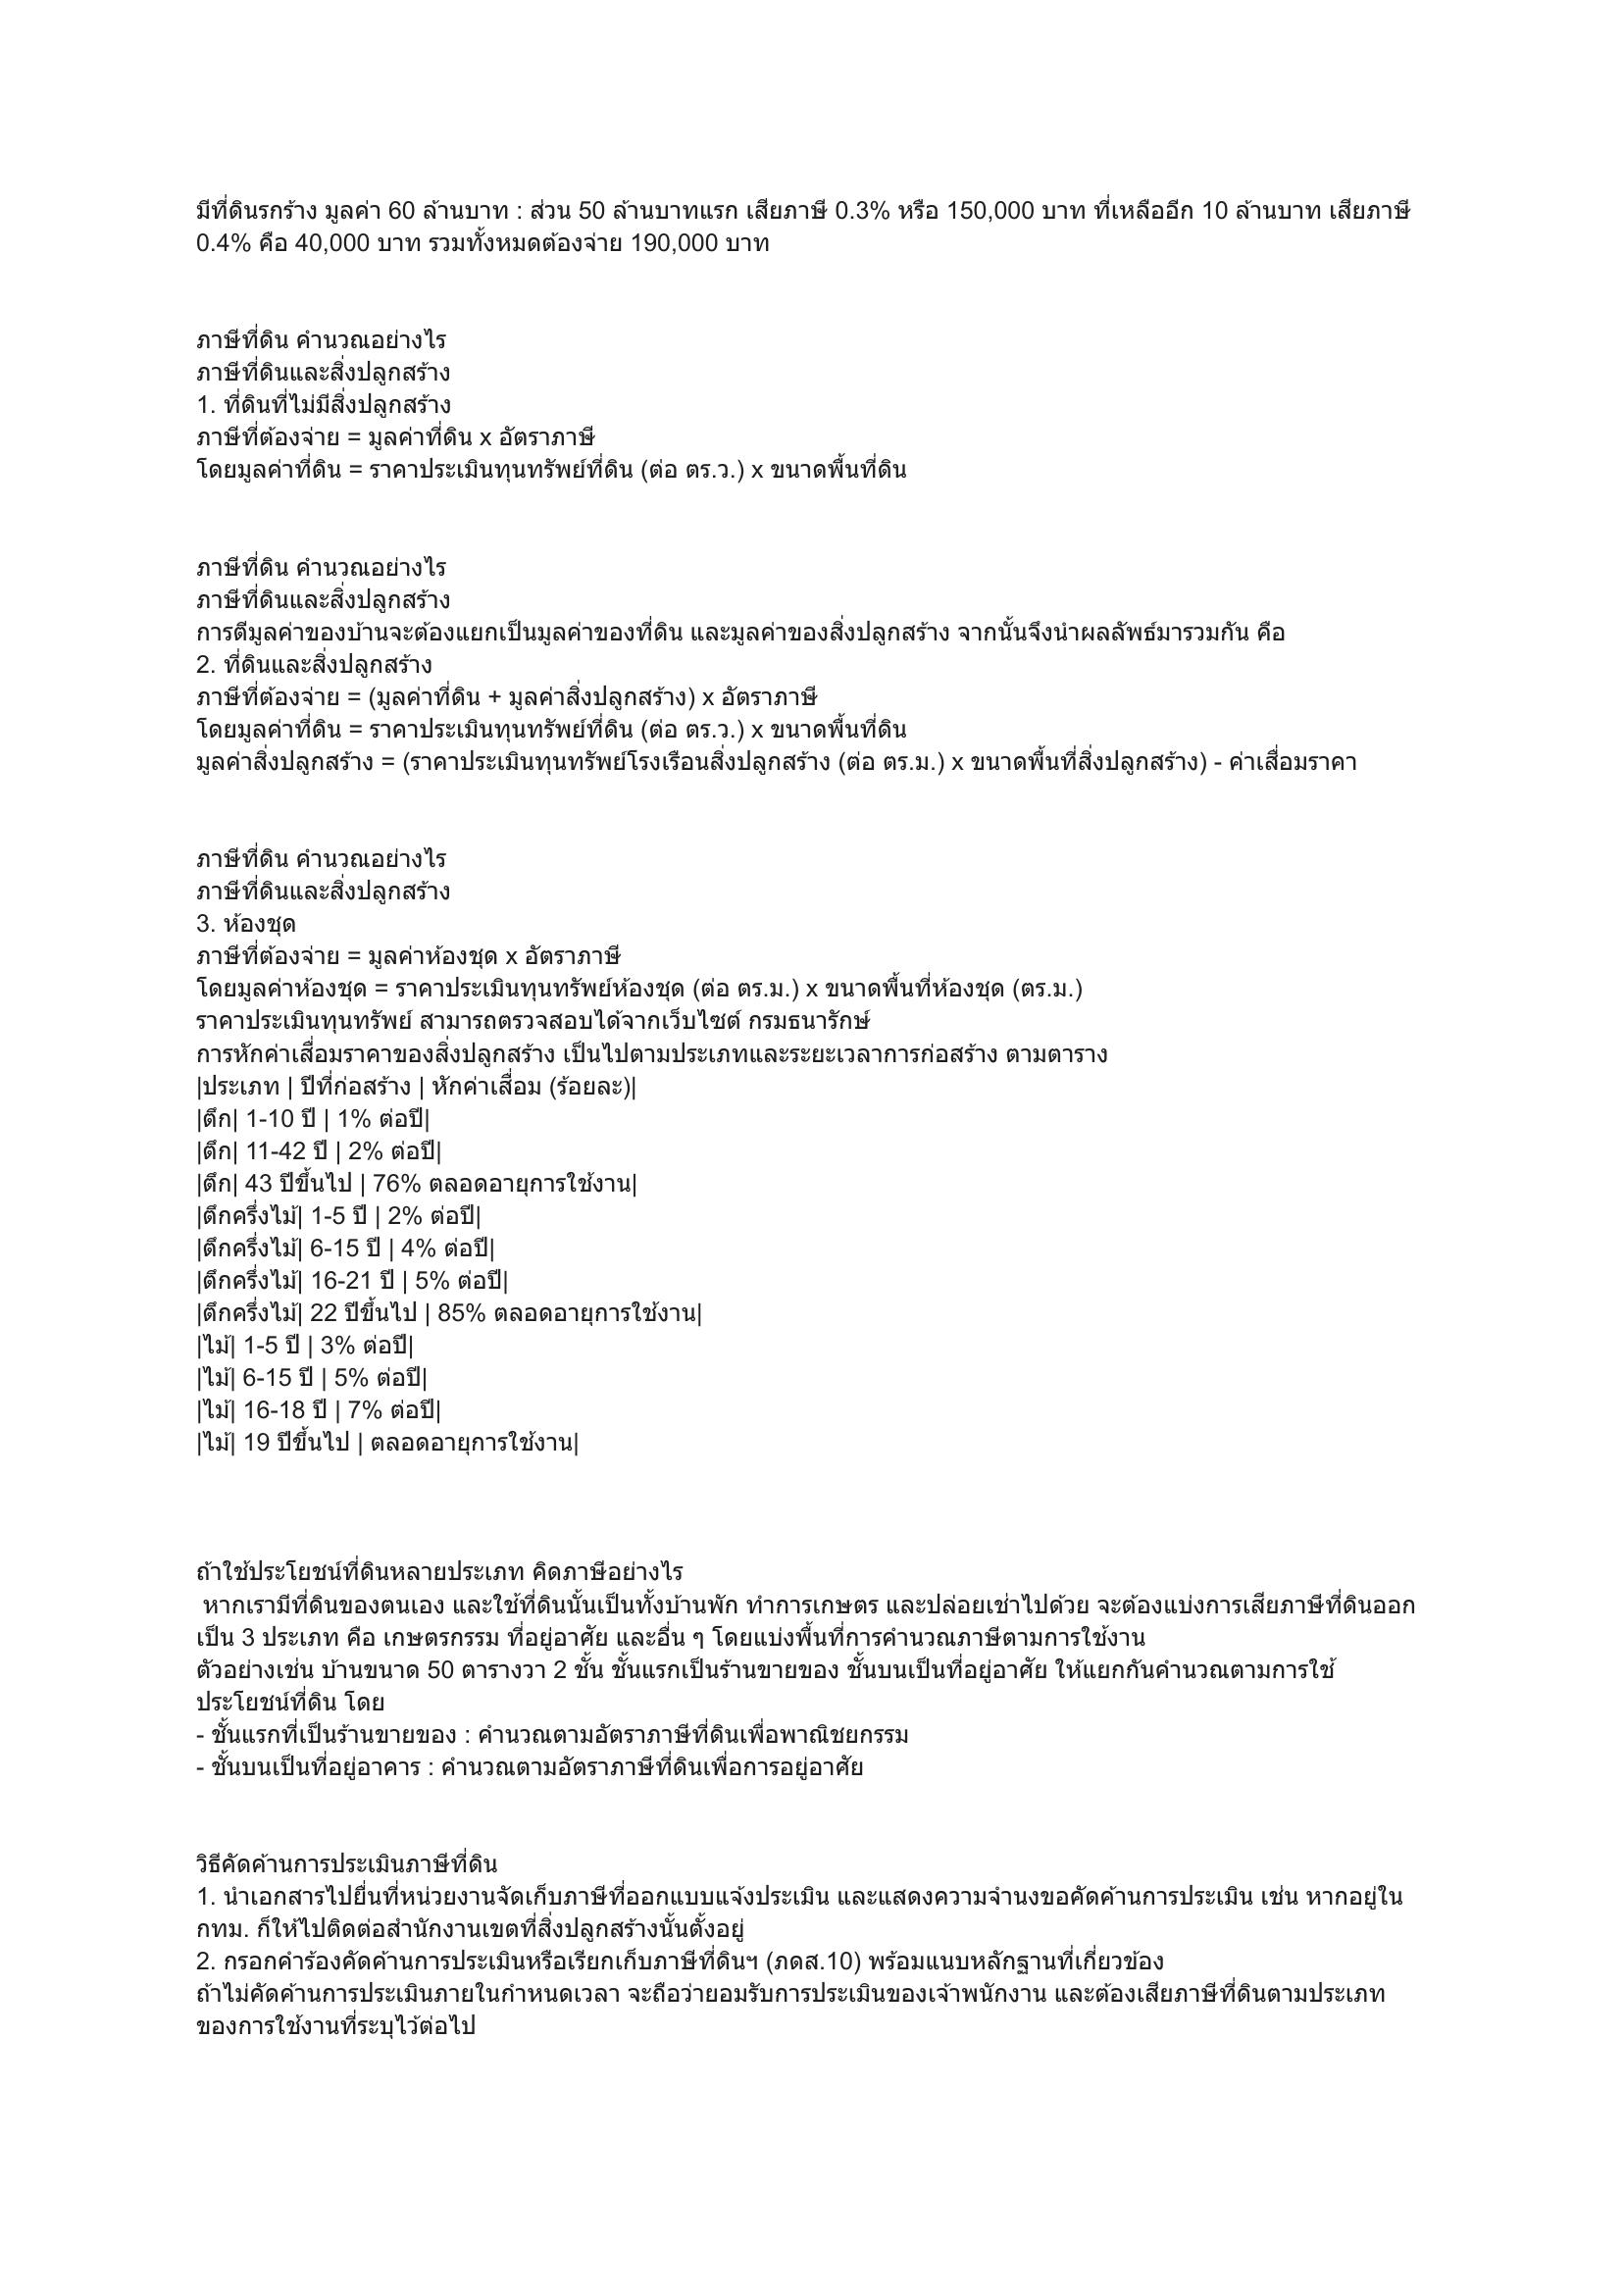 มีที่ดินรกร้าง มูลค่า 60 ล้านบาท : ส่วน 50 ล้านบาทแรก เสียภาษี 0.3% หรือ 150,000 บาท ที่เหลืออีก 10 ล้านบาท เสียภาษี
0.4% คือ 40,000 บาท รวมทั้งหมดต้องจ่าย 190,000 บาท
ภาษีที่ดิน คำนวณอย่างไร
ภาษีที่ดินและสิ่งปลูกสร้าง
1. ที่ดินที่ไม่มีสิ่งปลูกสร้าง
ภาษีที่ต้องจ่าย = มูลค่าที่ดิน x อัตราภาษี
โดยมูลค่าที่ดิน = ราคาประเมินทุนทรัพย์ที่ดิน (ต่อ ตร.ว.) x ขนาดพื้นที่ดิน
ภาษีที่ดิน คำนวณอย่างไร
ภาษีที่ดินและสิ่งปลูกสร้าง
การตีมูลค่าของบ้านจะต้องแยกเป็นมูลค่าของที่ดิน และมูลค่าของสิ่งปลูกสร้าง จากนั้นจึงนำผลลัพธ์มารวมกัน คือ
2. ที่ดินและสิ่งปลูกสร้าง
ภาษีที่ต้องจ่าย = (มูลค่าที่ดิน + มูลค่าสิ่งปลูกสร้าง) x อัตราภาษี
โดยมูลค่าที่ดิน = ราคาประเมินทุนทรัพย์ที่ดิน (ต่อ ตร.ว.) x ขนาดพื้นที่ดิน
มูลค่าสิ่งปลูกสร้าง = (ราคาประเมินทุนทรัพย์โรงเรือนสิ่งปลูกสร้าง (ต่อ ตร.ม.) x ขนาดพื้นที่สิ่งปลูกสร้าง) - ค่าเสื่อมราคา
ภาษีที่ดิน คำนวณอย่างไร
ภาษีที่ดินและสิ่งปลูกสร้าง
3. ห้องชุด
ภาษีที่ต้องจ่าย = มูลค่าห้องชุด x อัตราภาษี
โดยมูลค่าห้องชุด = ราคาประเมินทุนทรัพย์ห้องชุด (ต่อ ตร.ม.) x ขนาดพื้นที่ห้องชุด (ตร.ม.)
ราคาประเมินทุนทรัพย์ สามารถตรวจสอบได้จากเว็บไซต์ กรมธนารักษ์
การหักค่าเสื่อมราคาของสิ่งปลูกสร้าง เป็นไปตามประเภทและระยะเวลาการก่อสร้าง ตามตาราง
|ประเภท | ปีที่ก่อสร้าง | หักค่าเสื่อม (ร้อยละ)|
|ตึก| 1-10 ปี | 1% ต่อปี|
|ตึก| 11-42 ปี | 2% ต่อปี|
|ตึก| 43 ปีขึ้นไป | 76% ตลอดอายุการใช้งาน|
|ตึกครึ่งไม้| 1-5 ปี | 2% ต่อปี|
|ตึกครึ่งไม้| 6-15 ปี | 4% ต่อปี|
|ตึกครึ่งไม้| 16-21 ปี | 5% ต่อปี|
|ตึกครึ่งไม้| 22 ปีขึ้นไป | 85% ตลอดอายุการใช้งาน|
|ไม้| 1-5 ปี | 3% ต่อปี|
|ไม้| 6-15 ปี | 5% ต่อปี|
|ไม้| 16-18 ปี | 7% ต่อปี|
|ไม้| 19 ปีขึ้นไป | ตลอดอายุการใช้งาน|
ถ้าใช้ประโยชน์ที่ดินหลายประเภท คิดภาษีอย่างไร
หากเรามีที่ดินของตนเอง และใช้ที่ดินนั้นเป็นทั้งบ้านพัก ทำการเกษตร และปล่อยเช่าไปด้วย จะต้องแบ่งการเสียภาษีที่ดินออก
เป็น 3 ประเภท คือ เกษตรกรรม ที่อยู่อาศัย และอื่น ๆ โดยแบ่งพื้นที่การคำนวณภาษีตามการใช้งาน
ตัวอย่างเช่น บ้านขนาด 50 ตารางวา 2 ชั้น ชั้นแรกเป็นร้านขายของ ชั้นบนเป็นที่อยู่อาศัย ให้แยกกันคำนวณตามการใช้
ประโยชน์ที่ดิน โดย
- ชั้นแรกที่เป็นร้านขายของ : คำนวณตามอัตราภาษีที่ดินเพื่อพาณิชยกรรม
- ชั้นบนเป็นที่อยู่อาคาร : คำนวณตามอัตราภาษีที่ดินเพื่อการอยู่อาศัย
วิธีคัดค้านการประเมินภาษีที่ดิน
1. นำเอกสารไปยื่นที่หน่วยงานจัดเก็บภาษีที่ออกแบบแจ้งประเมิน และแสดงความจำนงขอคัดค้านการประเมิน เช่น หากอยู่ใน
กทม. ก็ให้ไปติดต่อสำนักงานเขตที่สิ่งปลูกสร้างนั้นตั้งอยู่
2. กรอกคำร้องคัดค้านการประเมินหรือเรียกเก็บภาษีที่ดินฯ (ภดส.10) พร้อมแนบหลักฐานที่เกี่ยวข้อง
ถ้าไม่คัดค้านการประเมินภายในกำหนดเวลา จะถือว่ายอมรับการประเมินของเจ้าพนักงาน และต้องเสียภาษีที่ดินตามประเภท
ของการใช้งานที่ระบุไว้ต่อไป